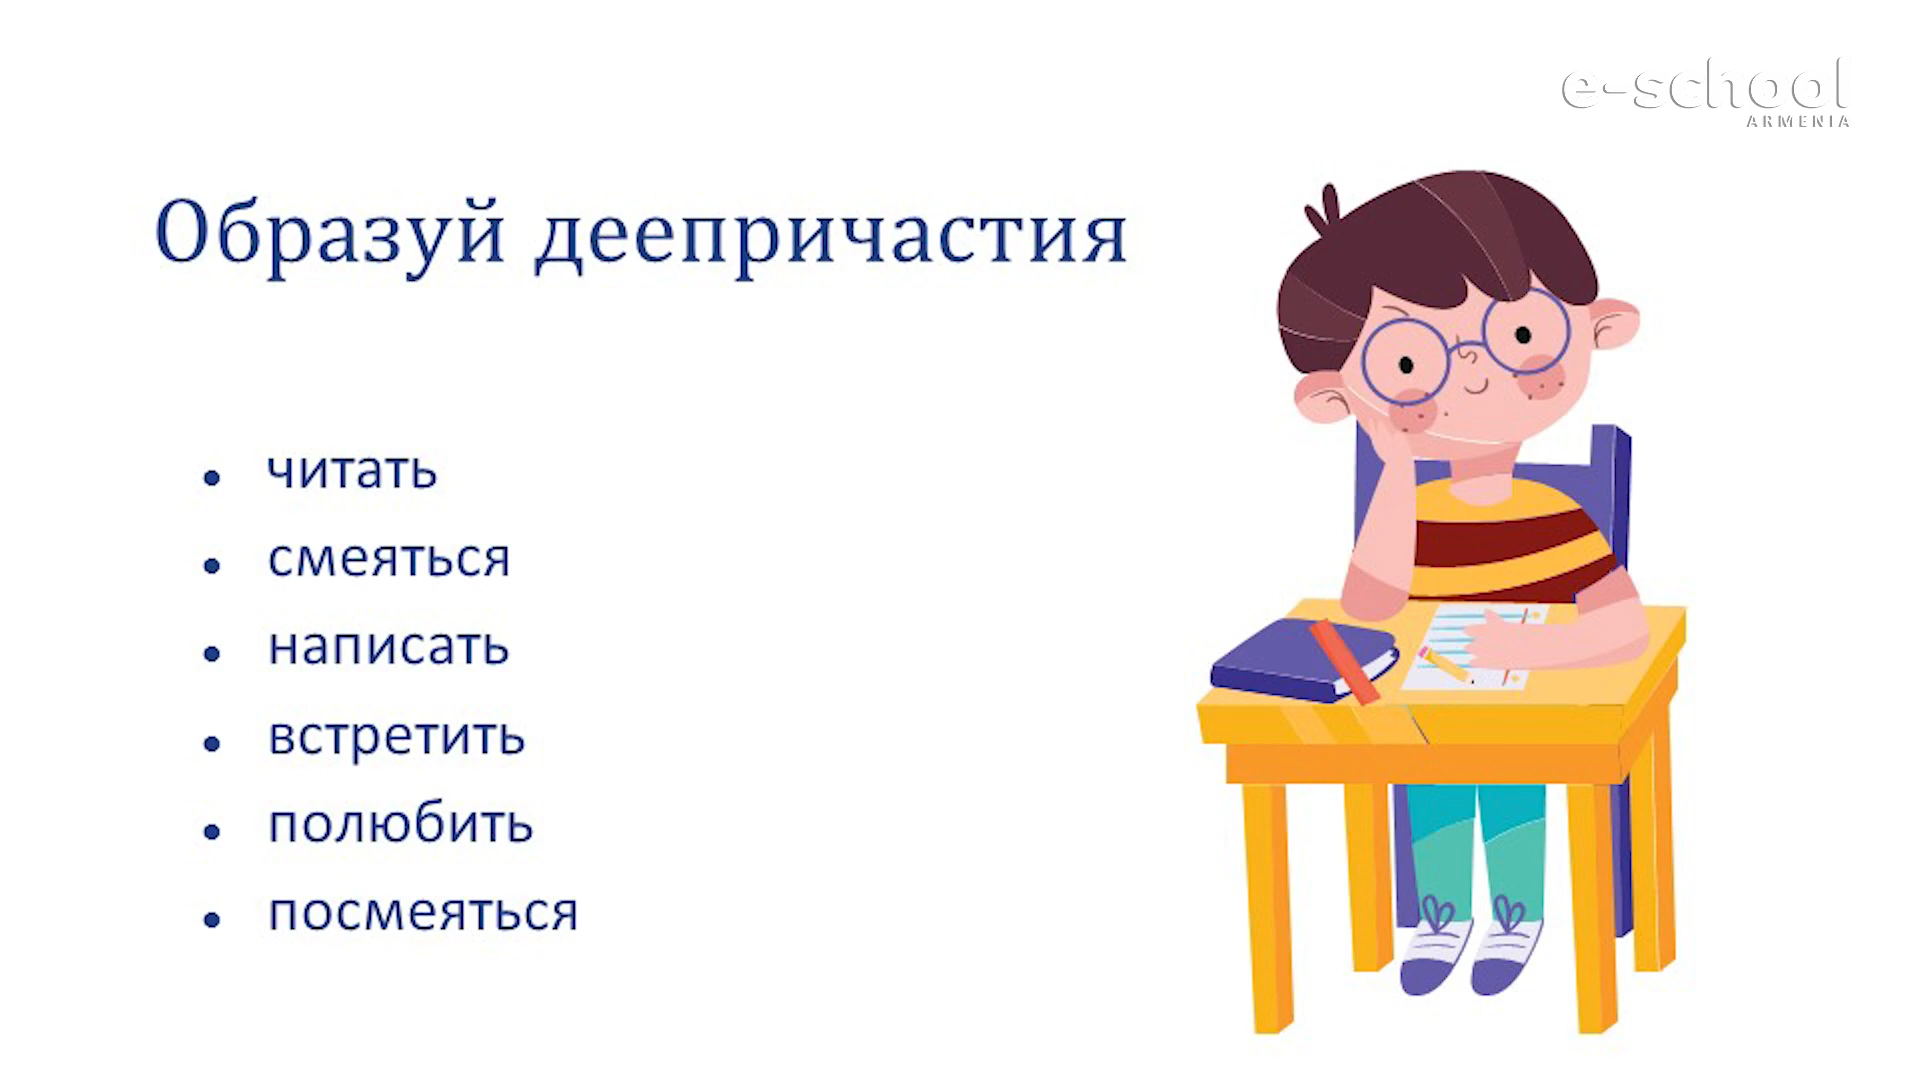 e-school
ARMENIA
Образуй деепричастия
• читать
• смеяться
• написать
• встретить
• полюбить
• посмеяться